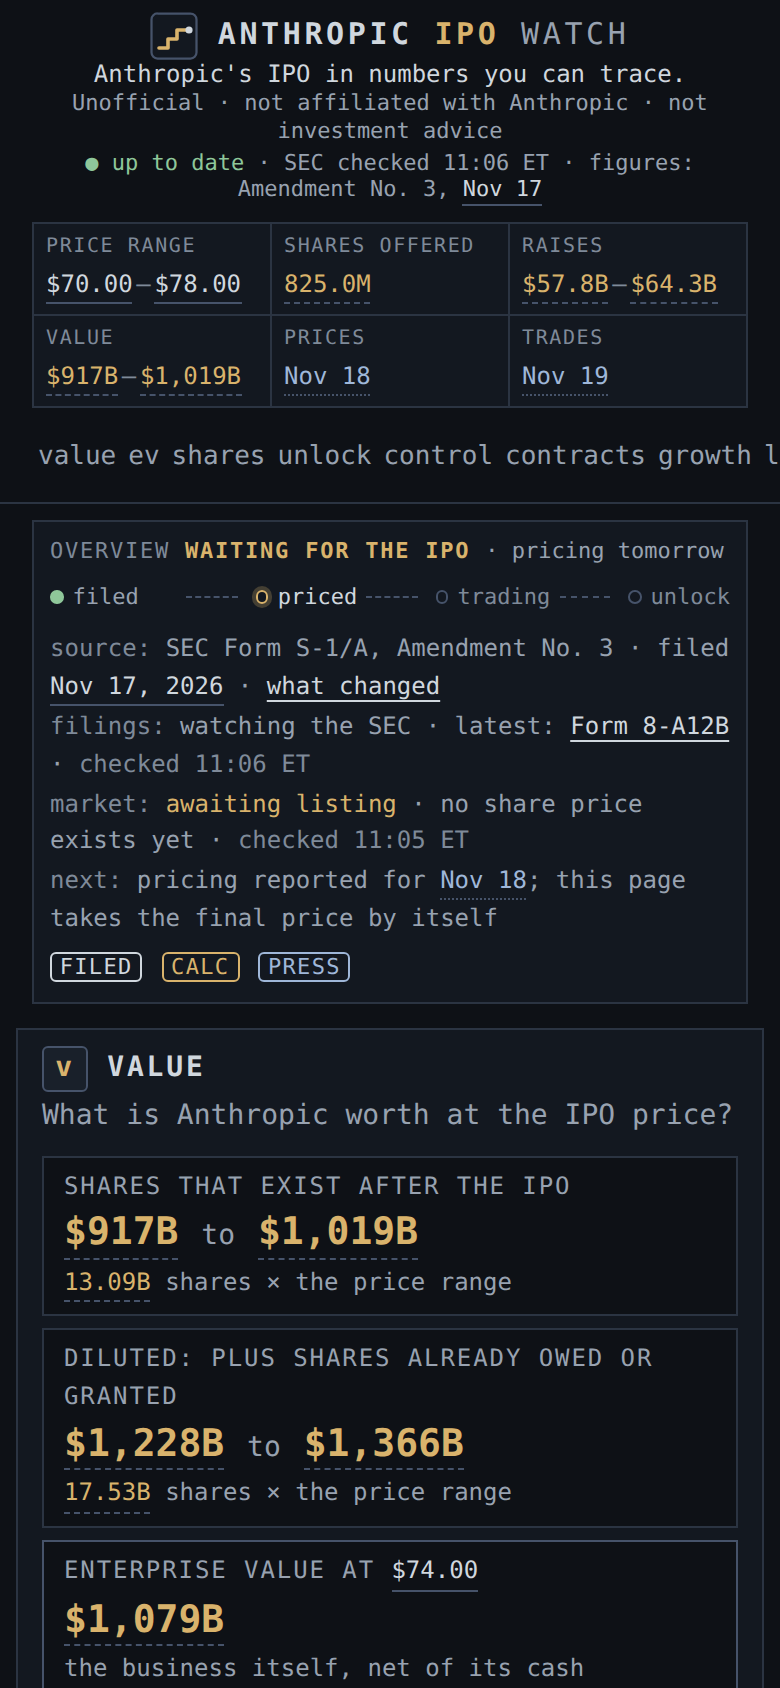 ANTHROPIC IPO WATCH
Anthropic's IPO in numbers you can trace.
Unofficial · not affiliated with Anthropic · not
investment advice
● up to date · SEC checked 11:06 ET · figures:
Amendment No. 3, Nov 17
PRICE RANGE
$70.00–$78.00
SHARES OFFERED
825.0M
RAISES
$57.8B–$64.3B
VALUE
$917B–$1,019B
PRICES
Nov 18
TRADES
Nov 19
value ev shares unlock control contracts growth l
OVERVIEW WAITING FOR THE IPO · pricing tomorrow
filed priced trading unlock
source: SEC Form S-1/A, Amendment No. 3 · filed
Nov 17, 2026 · what changed
filings: watching the SEC · latest: Form 8-A12B
· checked 11:06 ET
market: awaiting listing · no share price
exists yet · checked 11:05 ET
next: pricing reported for Nov 18; this page
takes the final price by itself
FILED CALC PRESS
v VALUE
What is Anthropic worth at the IPO price?
SHARES THAT EXIST AFTER THE IPO
$917B to $1,019B
13.09B shares × the price range
DILUTED: PLUS SHARES ALREADY OWED OR
GRANTED
$1,228B to $1,366B
17.53B shares × the price range
ENTERPRISE VALUE AT $74.00
$1,079B
the business itself, net of its cash